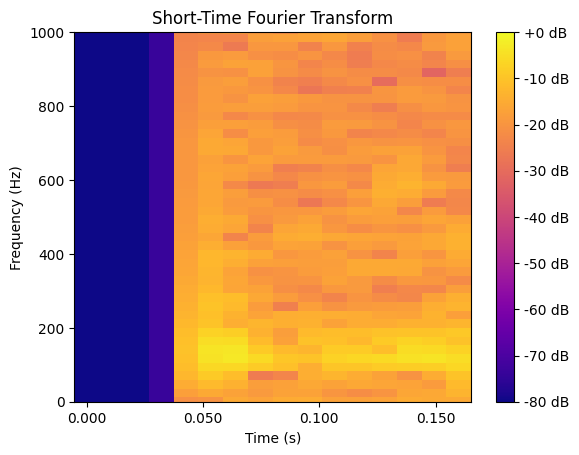 Short-Time Fourier Transform
1000
800
600
400
200
0
Frequency (Hz)
0.000
0.050
0.100
0.150
Time (s)
+0 dB
-10 dB
-20 dB
-30 dB
-40 dB
-50 dB
-60 dB
-70 dB
-80 dB